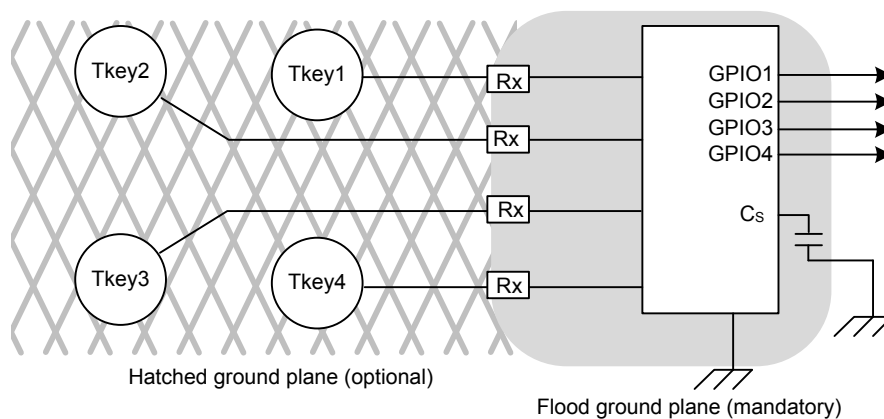 Tkey2
Tkey1
Rx
GPIO1
GPIO2
GPIO3
GPIO4
Rx
Rx
Cs
Tkey3
Tkey4
Rx
Hatched ground plane (optional)
Flood ground plane (mandatory)